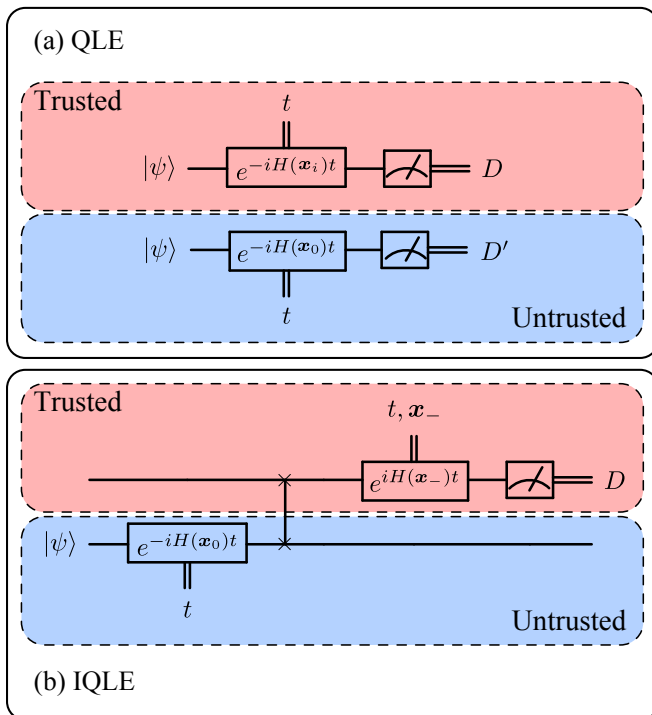 (a) QLE
Trusted
t
|ψ⟩ e^{-iH(x_i)t} D
|ψ⟩ e^{-iH(x_0)t} D′
t
Untrusted
Trusted
t, x_-
e^{iH(x_-)t} D
|ψ⟩ e^{-iH(x_0)t}
t
Untrusted
(b) IQLE